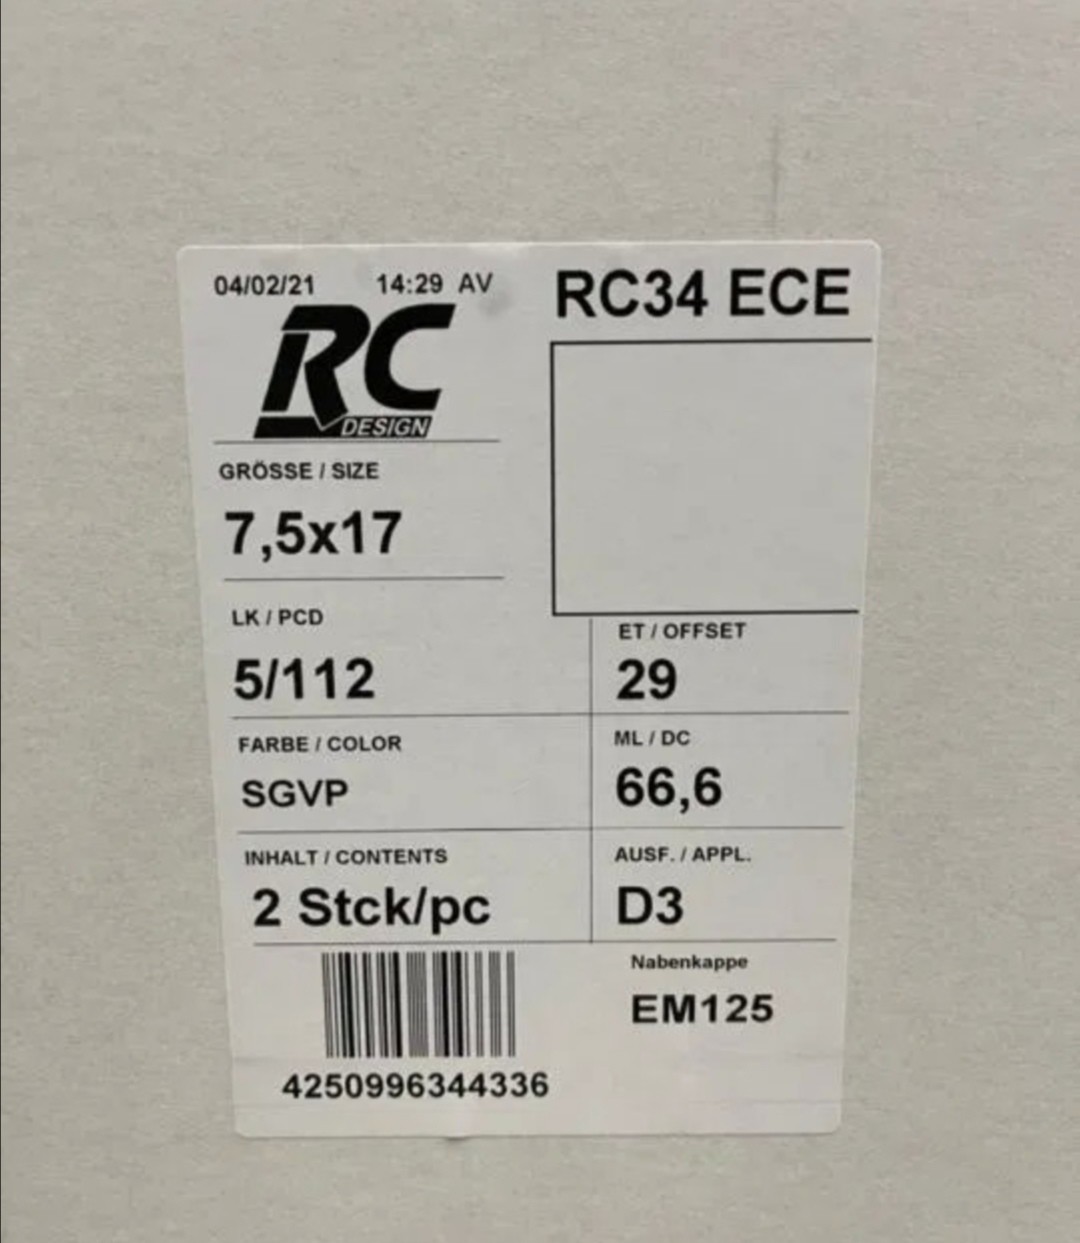 04/02/21 14:29 AV
RC34 ECE
RC
DESIGN
GRÖSSE / SIZE
7,5x17
LK / PCD
5/112
ET / OFFSET
29
FARBE / COLOR
SGVP
ML / DC
66,6
INHALT / CONTENTS
2 Stck/pc
AUSF. / APPL.
D3
Nabenkappe
EM125
4250996344336